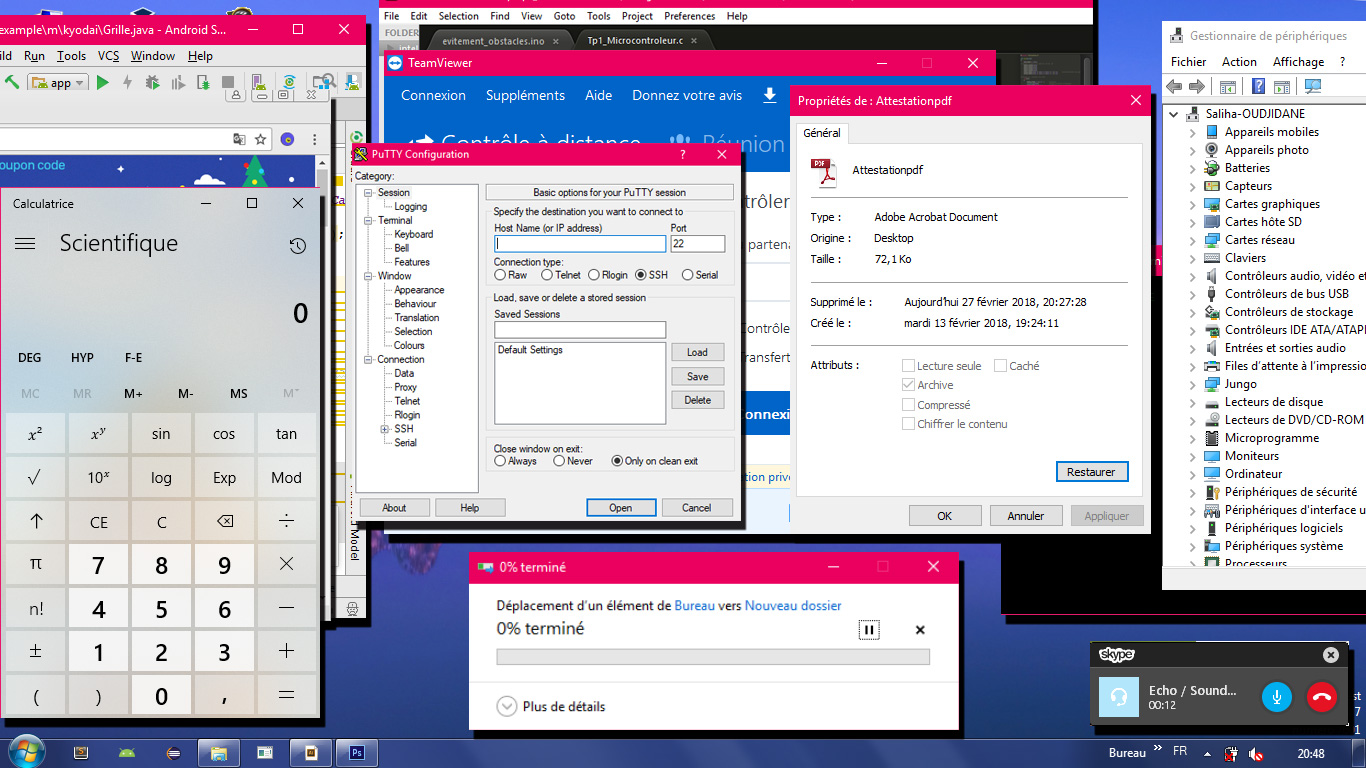 example\m\kyodai\Grille.java - Android S...
ild Run Tools VCS Window Help
app
coupon code
Calculatrice
Scientifique
0
DEG HYP F-E
MC MR M+ M- MS M˅
x² xʸ sin cos tan
√ 10ˣ log Exp Mod
↑ CE C ⌫ ÷
π 7 8 9 ×
n! 4 5 6 −
± 1 2 3 +
( ) 0 , =
File Edit Selection Find View Goto Tools Project Preferences Help
FOLDER
evitement_obstacles.ino × Tp1_Microcontroleur.c ×
TeamViewer
Connexion Suppléments Aide Donnez votre avis
Contrôle à distance Réunion
PuTTY Configuration
Category:
Session
Logging
Terminal
Keyboard
Bell
Features
Window
Appearance
Behaviour
Translation
Selection
Colours
Connection
Data
Proxy
Telnet
Rlogin
SSH
Serial
Basic options for your PuTTY session
Specify the destination you want to connect to
Host Name (or IP address) Port
22
Connection type:
Raw Telnet Rlogin SSH Serial
Load, save or delete a stored session
Saved Sessions
Default Settings
Load
Save
Delete
Close window on exit:
Always Never Only on clean exit
About Help Open Cancel
ntrôler
partena
Contrôle
Transfert
onnexi
tion prive
Model
Propriétés de : Attestationpdf
Général
PDF
Attestationpdf
Type : Adobe Acrobat Document
Origine : Desktop
Taille : 72,1 Ko
Supprimé le : Aujourd'hui 27 février 2018, 20:27:28
Créé le : mardi 13 février 2018, 19:24:11
Attributs : Lecture seule Caché
Archive
Compressé
Chiffrer le contenu
Restaurer
OK Annuler Appliquer
Gestionnaire de périphériques
Fichier Action Affichage ?
Saliha-OUDJIDANE
Appareils mobiles
Appareils photo
Batteries
Capteurs
Cartes graphiques
Cartes hôte SD
Cartes réseau
Claviers
Contrôleurs audio, vidéo et
Contrôleurs de bus USB
Contrôleurs de stockage
Contrôleurs IDE ATA/ATAPI
Entrées et sorties audio
Files d'attente à l'impressio
Jungo
Lecteurs de disque
Lecteurs de DVD/CD-ROM
Microprogramme
Moniteurs
Ordinateur
Périphériques de sécurité
Périphériques d'interface u
Périphériques logiciels
Périphériques système
Processeurs
0% terminé
Déplacement d'un élément de Bureau vers Nouveau dossier
0% terminé
Plus de détails
skype
Echo / Sound...
00:12
Ps
Bureau » FR 20:48